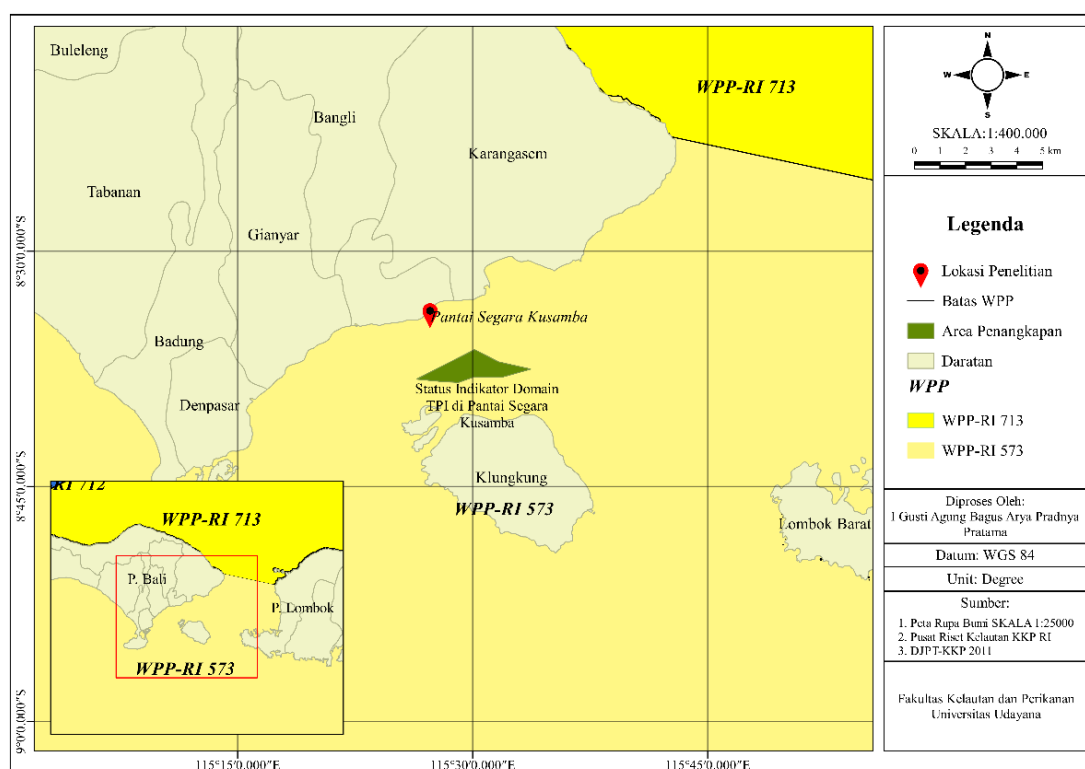 Buleleng
Bangli
Karangasem
Tabanan
Gianyar
WPP-RI 713
Pantai Segara Kusamba
Badung
Denpasar
Status Indikator Domain
TPI di Pantai Segara
Kusamba
Klungkung
WPP-RI 573
Lombok Barat
RI 712
WPP-RI 713
P. Bali
P. Lombok
WPP-RI 573
8°30'0,000"S
8°45'0,000"S
9°0'0,000"S
115°15'0,000"E
115°30'0,000"E
115°45'0,000"E
N
W
E
S
SKALA:1:400.000
0 1 2 3 4 5 km
Legenda
Lokasi Penelitian
Batas WPP
Area Penangkapan
Daratan
WPP
WPP-RI 713
WPP-RI 573
Diproses Oleh:
I Gusti Agung Bagus Arya Pradnya
Pratama
Datum: WGS 84
Unit: Degree
Sumber:
1. Peta Rupa Bumi SKALA 1:25000
2. Pusat Riset Kelautan KKP RI
3. DJPT-KKP 2011
Fakultas Kelautan dan Perikanan
Universitas Udayana